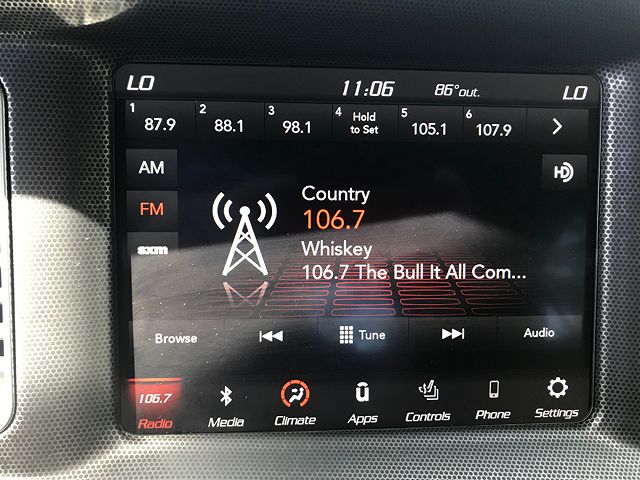 LO 11:06 86°out. LO
1 87.9 2 88.1 3 98.1 4 Hold to Set 5 105.1 6 107.9
AM
HD
FM
sxm
Country
106.7
Whiskey
106.7 The Bull It All Com...
Browse Tune Audio
106.7
Radio Media Climate Apps Controls Phone Settings